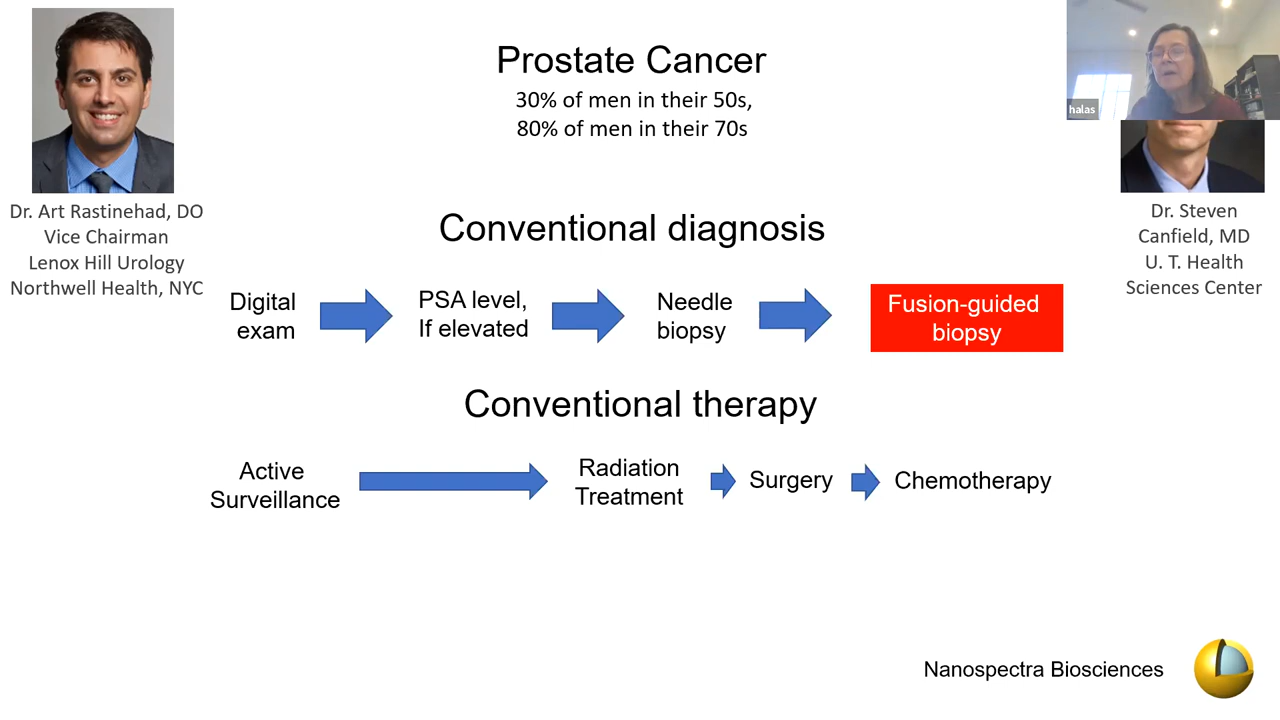 Prostate Cancer
30% of men in their 50s,
80% of men in their 70s
halas
Dr. Art Rastinehad, DO
Vice Chairman
Lenox Hill Urology
Northwell Health, NYC
Dr. Steven
Canfield, MD
U. T. Health
Sciences Center
Conventional diagnosis
Digital
exam
PSA level,
If elevated
Needle
biopsy
Fusion-guided
biopsy
Conventional therapy
Active
Surveillance
Radiation
Treatment
Surgery
Chemotherapy
Nanospectra Biosciences